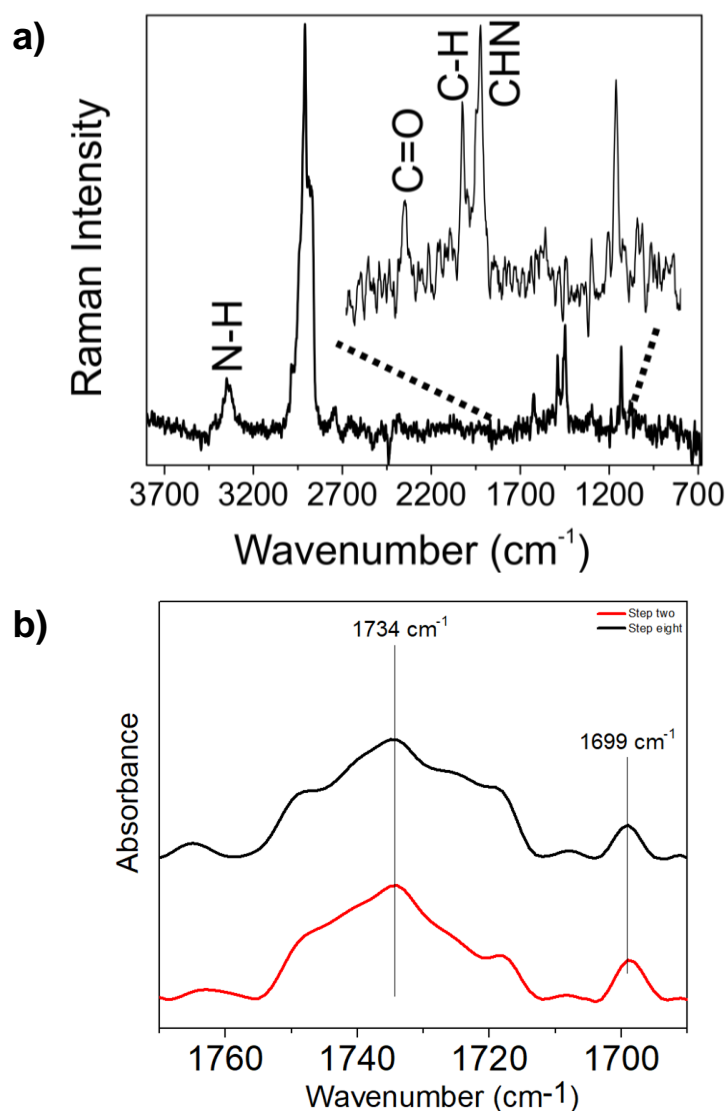 a)
Raman Intensity
N-H
C=O
C-H
CHN
3700 3200 2700 2200 1700 1200 700
Wavenumber (cm⁻¹)
b)
Step two
Step eight
1734 cm⁻¹
1699 cm⁻¹
Absorbance
1760 1740 1720 1700
Wavenumber (cm-1)